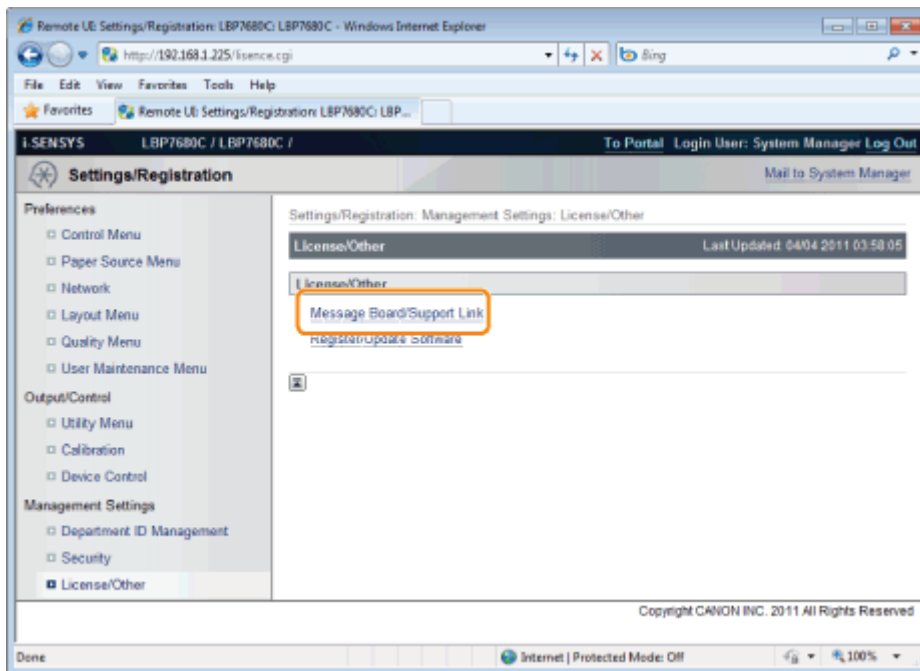 Remote UI: Settings/Registration: LBP7680C: LBP7680C - Windows Internet Explorer
http://192.168.1.225/lisence.cgi
Bing
File Edit View Favorites Tools Help
Favorites Remote UI: Settings/Registration: LBP7680C: LBP...
i-SENSYS LBP7680C / LBP7680C / To Portal Login User: System Manager Log Out
Settings/Registration Mail to System Manager
Preferences
Control Menu
Paper Source Menu
Network
Layout Menu
Quality Menu
User Maintenance Menu
Output/Control
Utility Menu
Calibration
Device Control
Management Settings
Department ID Management
Security
License/Other
Settings/Registration: Management Settings: License/Other
License/Other Last Updated: 04/04 2011 03:58:05
License/Other
Message Board/Support Link
Register/Update Software
Copyright CANON INC. 2011 All Rights Reserved
Done Internet | Protected Mode: Off 100%